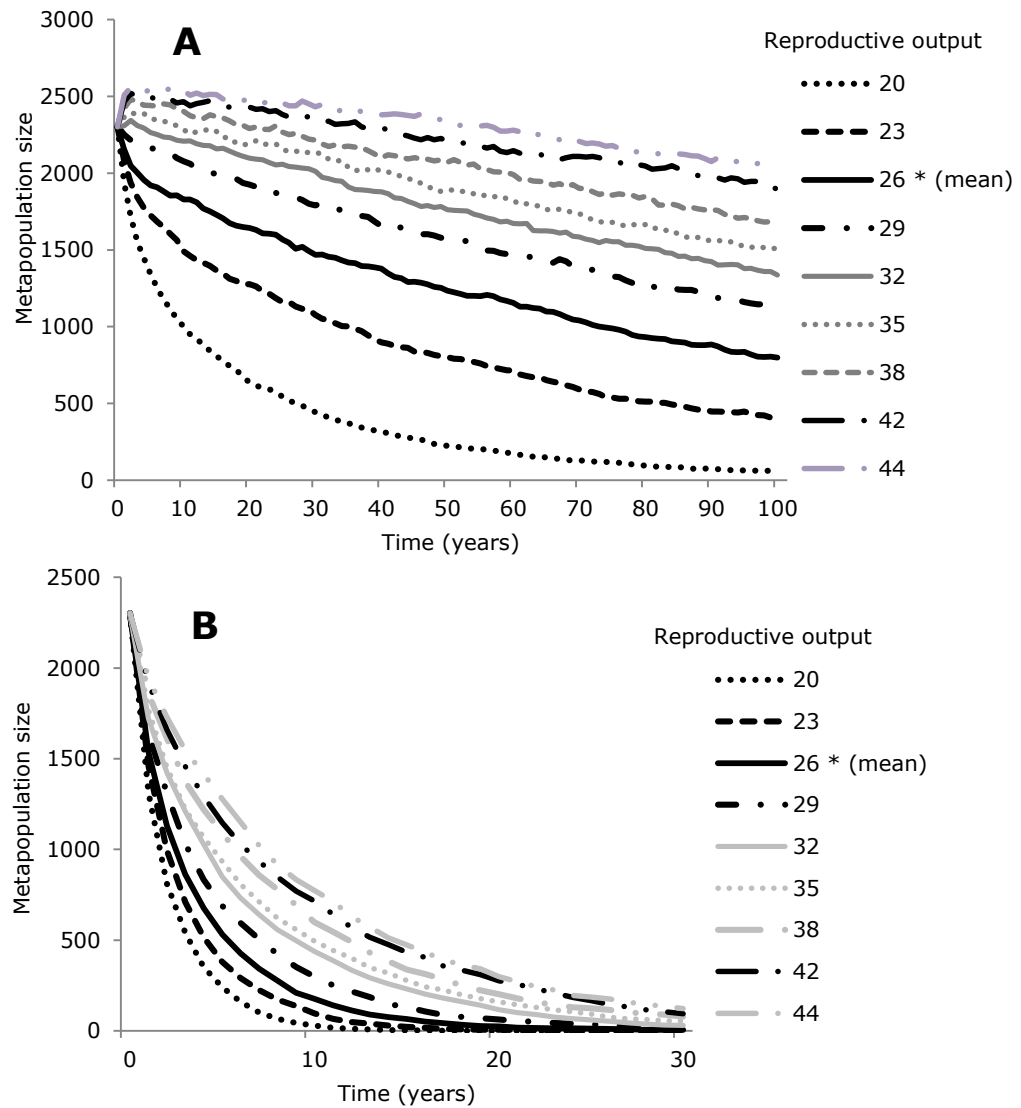 A
Metapopulation size
3000
2500
2000
1500
1000
500
0
0 10 20 30 40 50 60 70 80 90 100
Time (years)
Reproductive output
20
23
26 * (mean)
29
32
35
38
42
44
B
Metapopulation size
2500
2000
1500
1000
500
0
0 10 20 30
Time (years)
Reproductive output
20
23
26 * (mean)
29
32
35
38
42
44